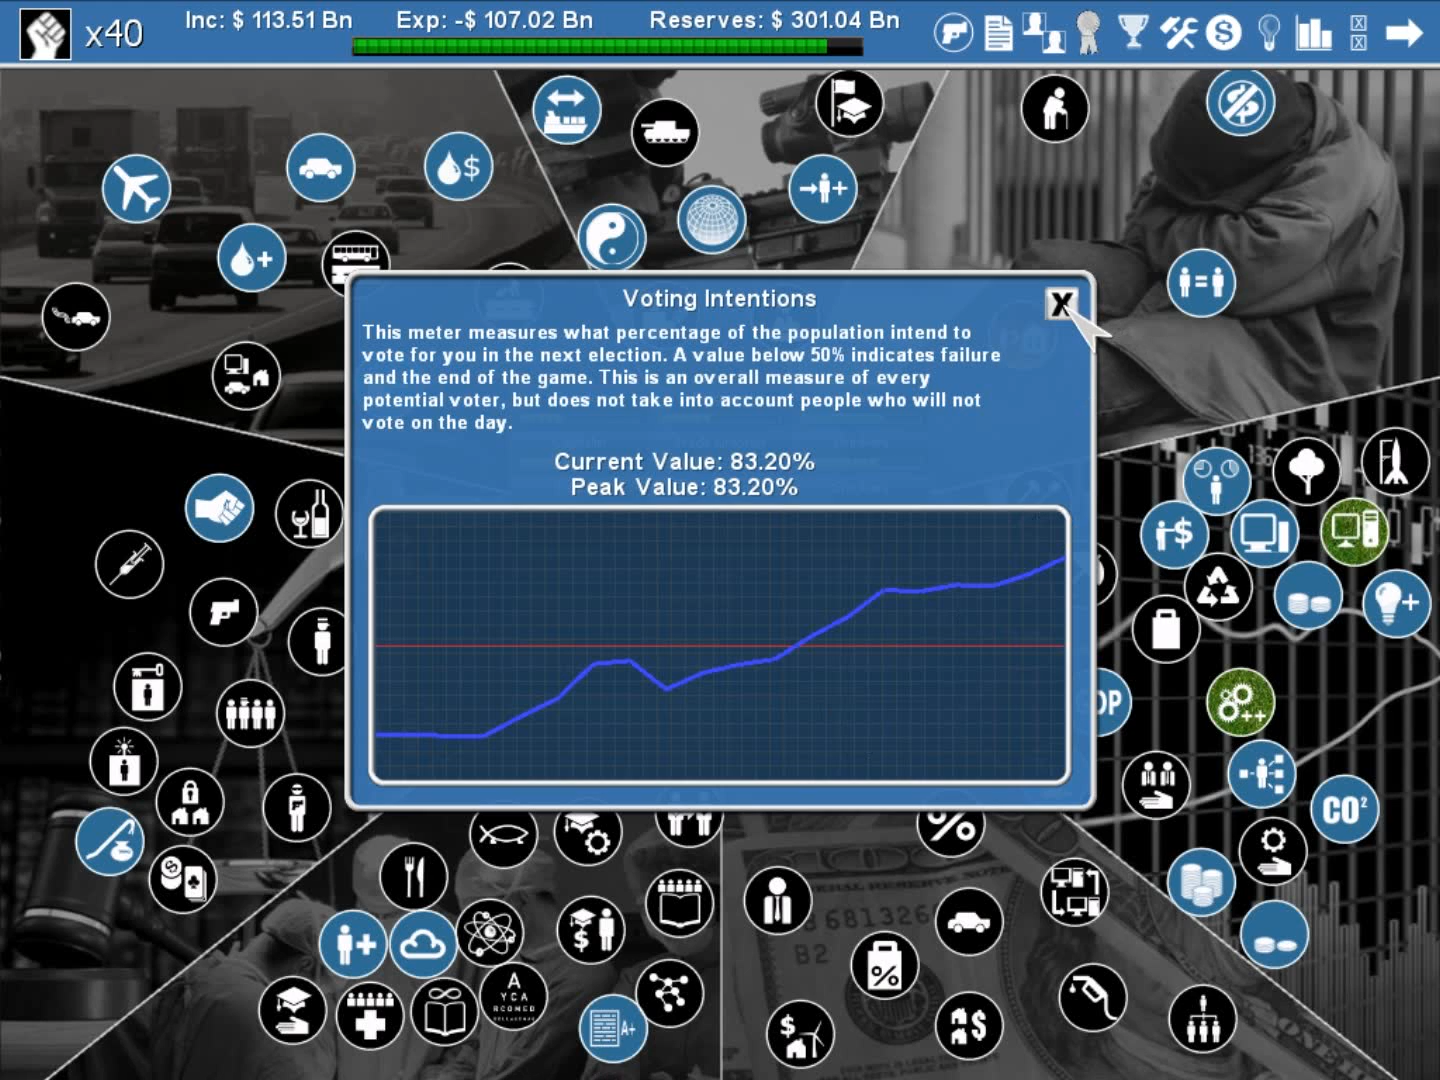 x40
Inc: $ 113.51 Bn
Exp: -$ 107.02 Bn
Reserves: $ 301.04 Bn
Voting Intentions
X
This meter measures what percentage of the population intend to
vote for you in the next election. A value below 50% indicates failure
and the end of the game. This is an overall measure of every
potential voter, but does not take into account people who will not
vote on the day.
Current Value: 83.20%
Peak Value: 83.20%
CO²
A
Y C A
A+